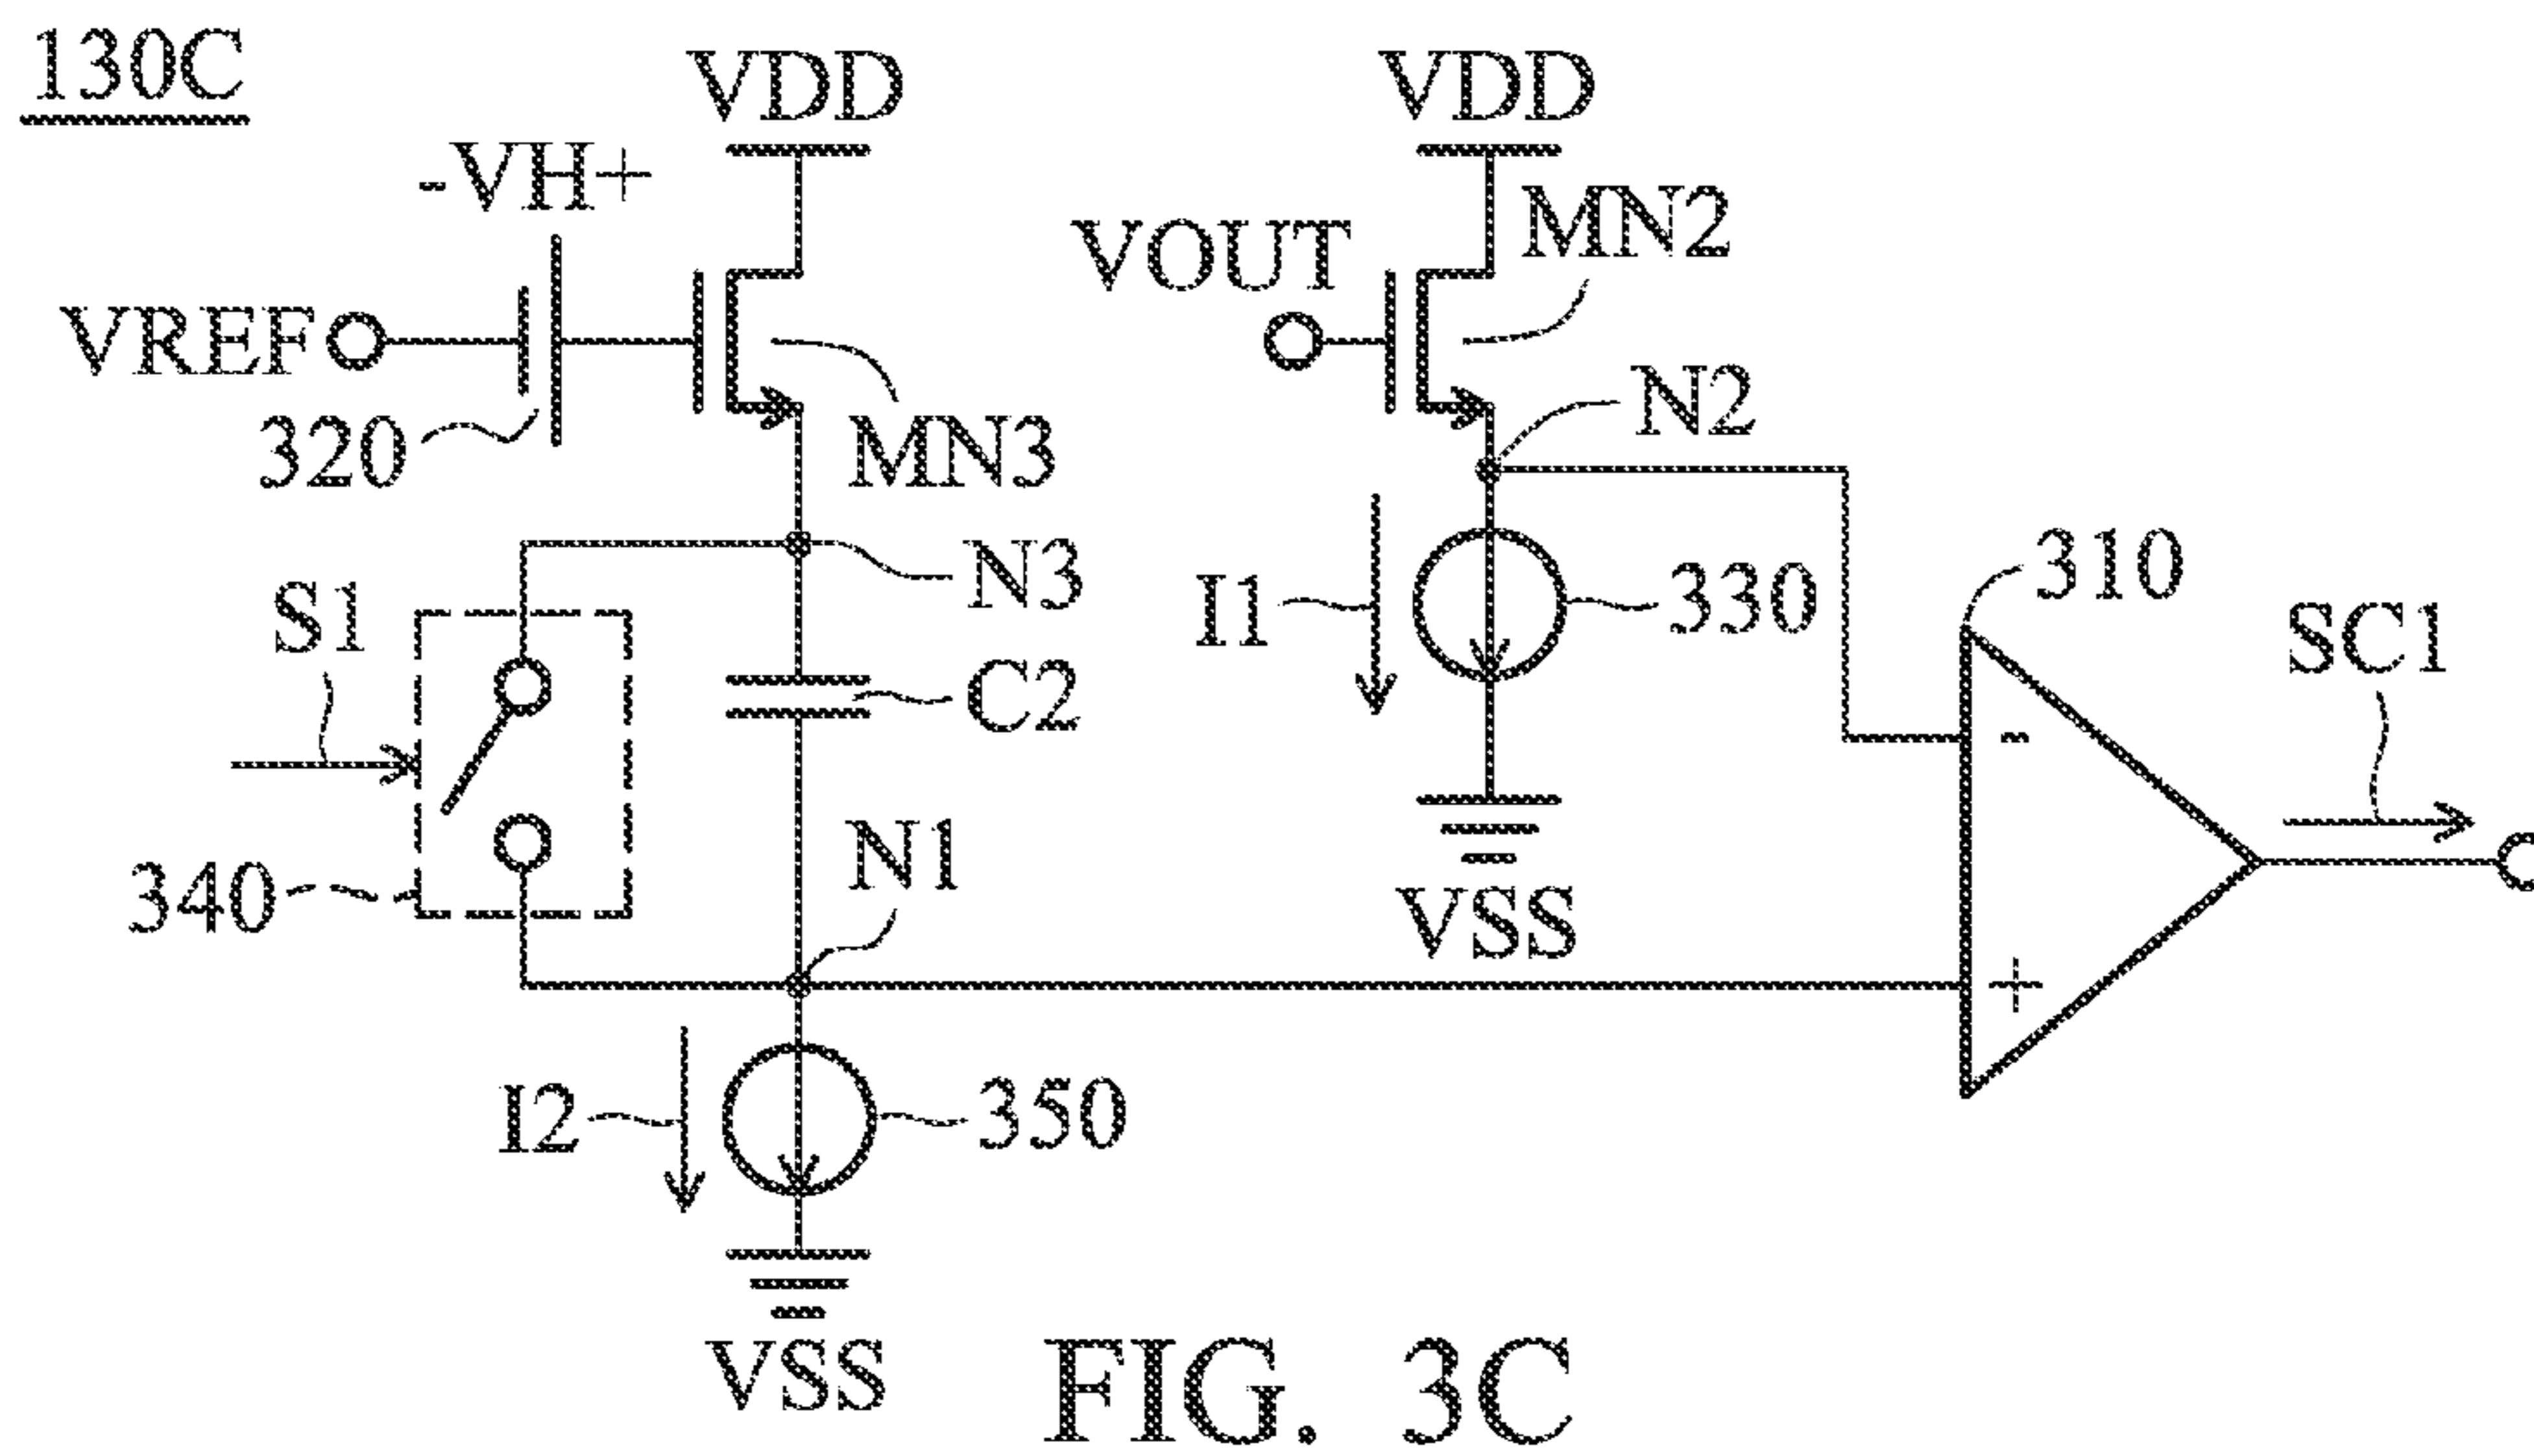 130C
VDD
VDD
-VH+
MN2
VOUT
VREF
320
MN3
N2
N3
310
S1
I1
330
SC1
C2
-
N1
340
VSS
+
I2
350
VSS
FIG. 3C